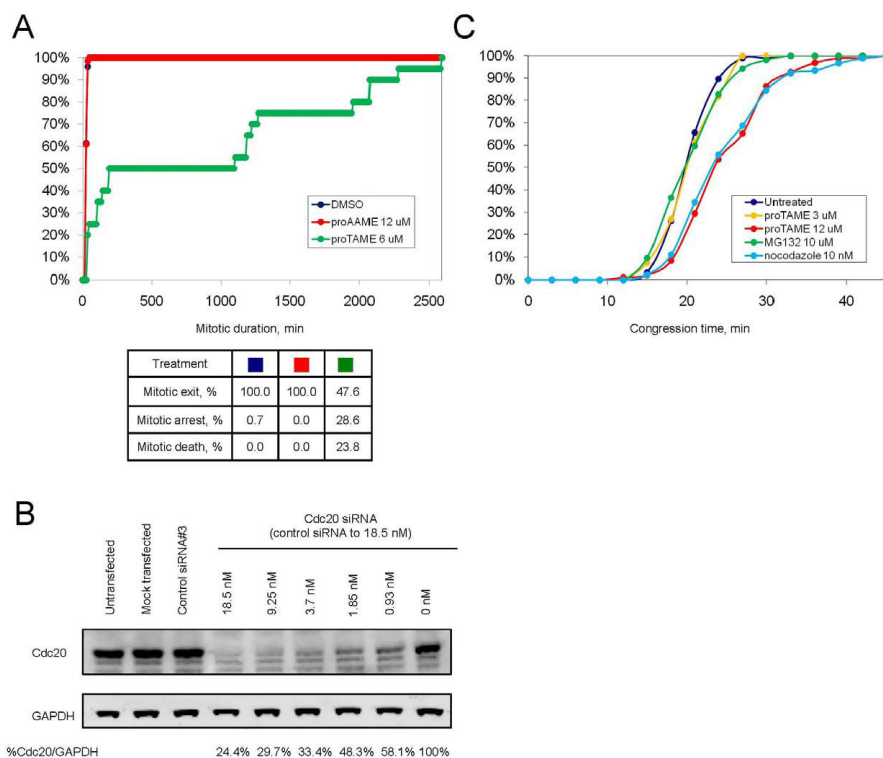 A
100%
90%
80%
70%
60%
50%
40%
30%
20%
10%
0%
0
500
1000
1500
2000
2500
Mitotic duration, min
DMSO
proAAME 12 uM
proTAME 6 uM
Treatment
Mitotic exit, % 100.0 100.0 47.6
Mitotic arrest, % 0.7 0.0 28.6
Mitotic death, % 0.0 0.0 23.8
C
100%
90%
80%
70%
60%
50%
40%
30%
20%
10%
0%
0
10
20
30
40
Congression time, min
Untreated
proTAME 3 uM
proTAME 12 uM
MG132 10 uM
nocodazole 10 nM
B
Untransfected
Mock transfected
Control siRNA#3
Cdc20 siRNA
(control siRNA to 18.5 nM)
18.5 nM
9.25 nM
3.7 nM
1.85 nM
0.93 nM
0 nM
Cdc20
GAPDH
%Cdc20/GAPDH 24.4% 29.7% 33.4% 48.3% 58.1% 100%